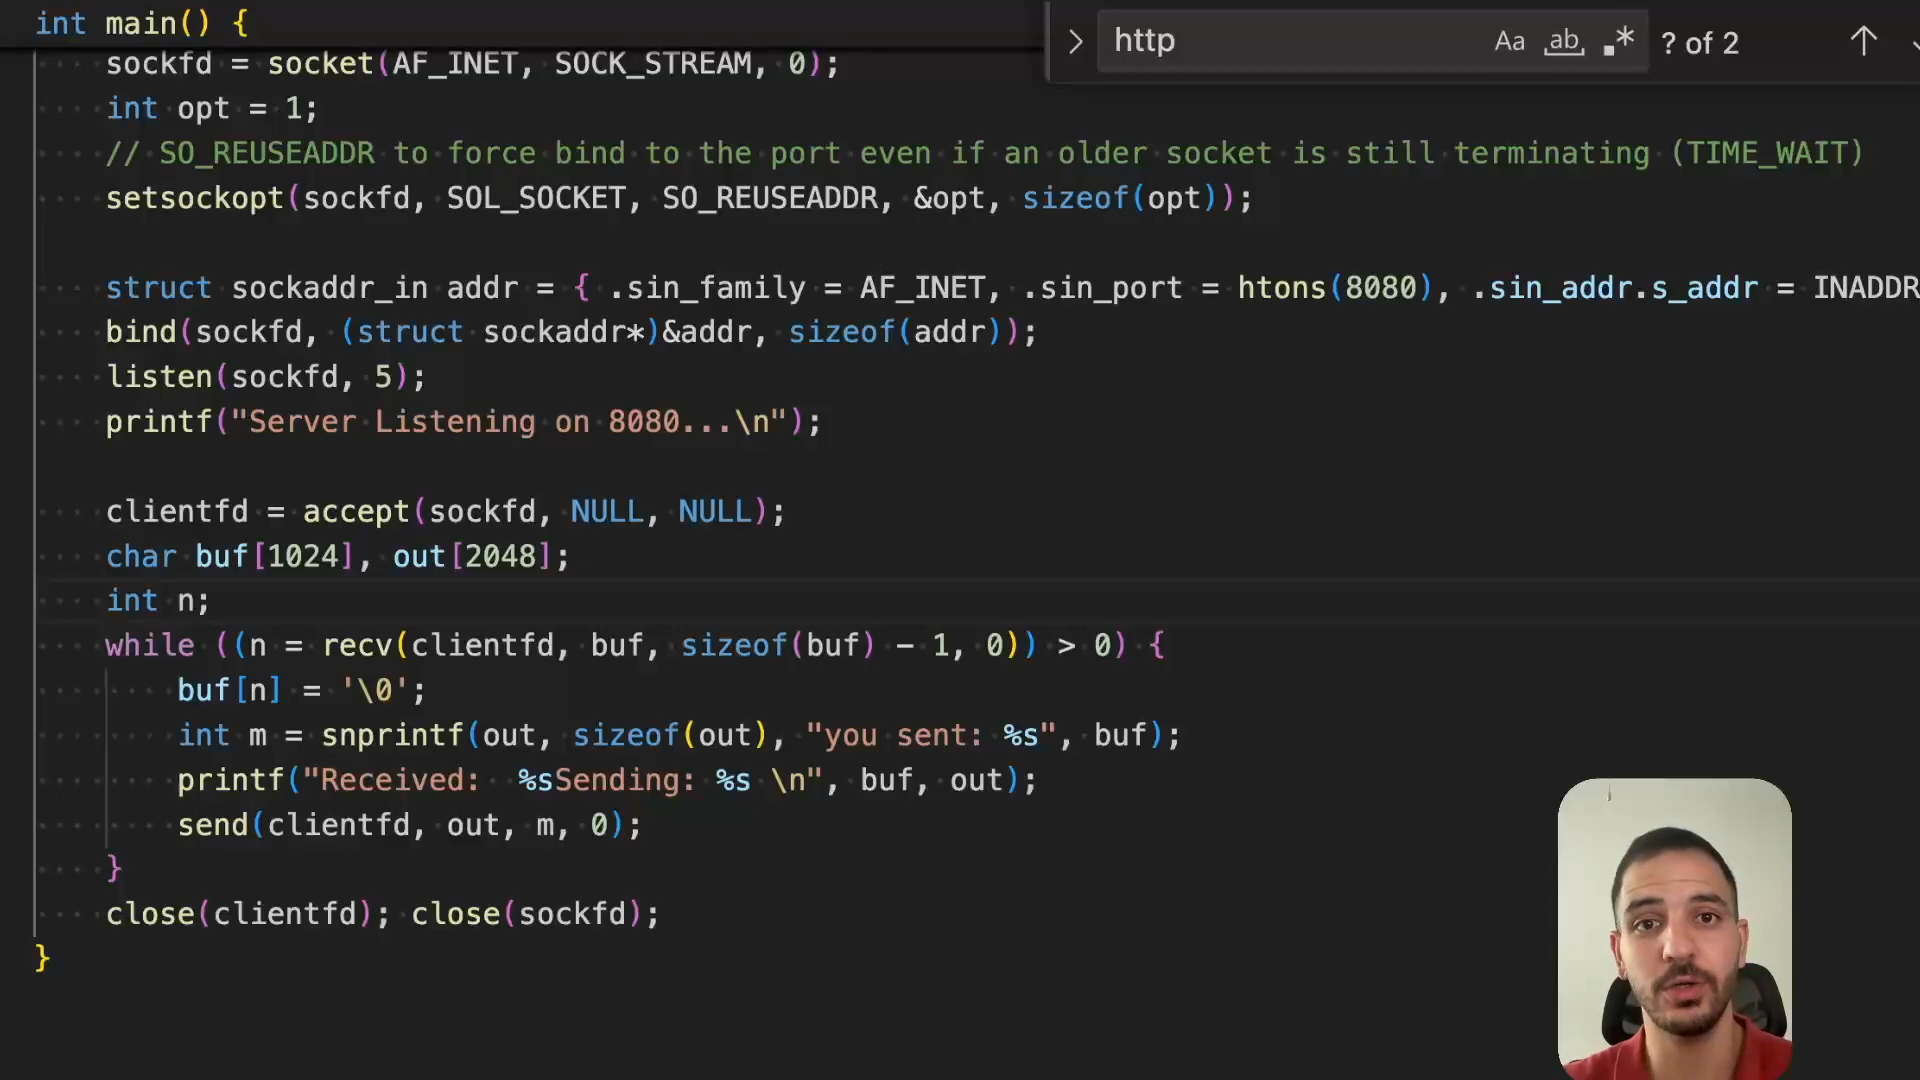 int main() {
http Aa ab .* ? of 2
sockfd = socket(AF_INET, SOCK_STREAM, 0);
int opt = 1;
// SO_REUSEADDR to force bind to the port even if an older socket is still terminating (TIME_WAIT)
setsockopt(sockfd, SOL_SOCKET, SO_REUSEADDR, &opt, sizeof(opt));
struct sockaddr_in addr = { .sin_family = AF_INET, .sin_port = htons(8080), .sin_addr.s_addr = INADDR
bind(sockfd, (struct sockaddr*)&addr, sizeof(addr));
listen(sockfd, 5);
printf("Server Listening on 8080...\n");
clientfd = accept(sockfd, NULL, NULL);
char buf[1024], out[2048];
int n;
while ((n = recv(clientfd, buf, sizeof(buf) - 1, 0)) > 0) {
buf[n] = '\0';
int m = snprintf(out, sizeof(out), "you sent: %s", buf);
printf("Received:  %sSending: %s \n", buf, out);
send(clientfd, out, m, 0);
}
close(clientfd); close(sockfd);
}